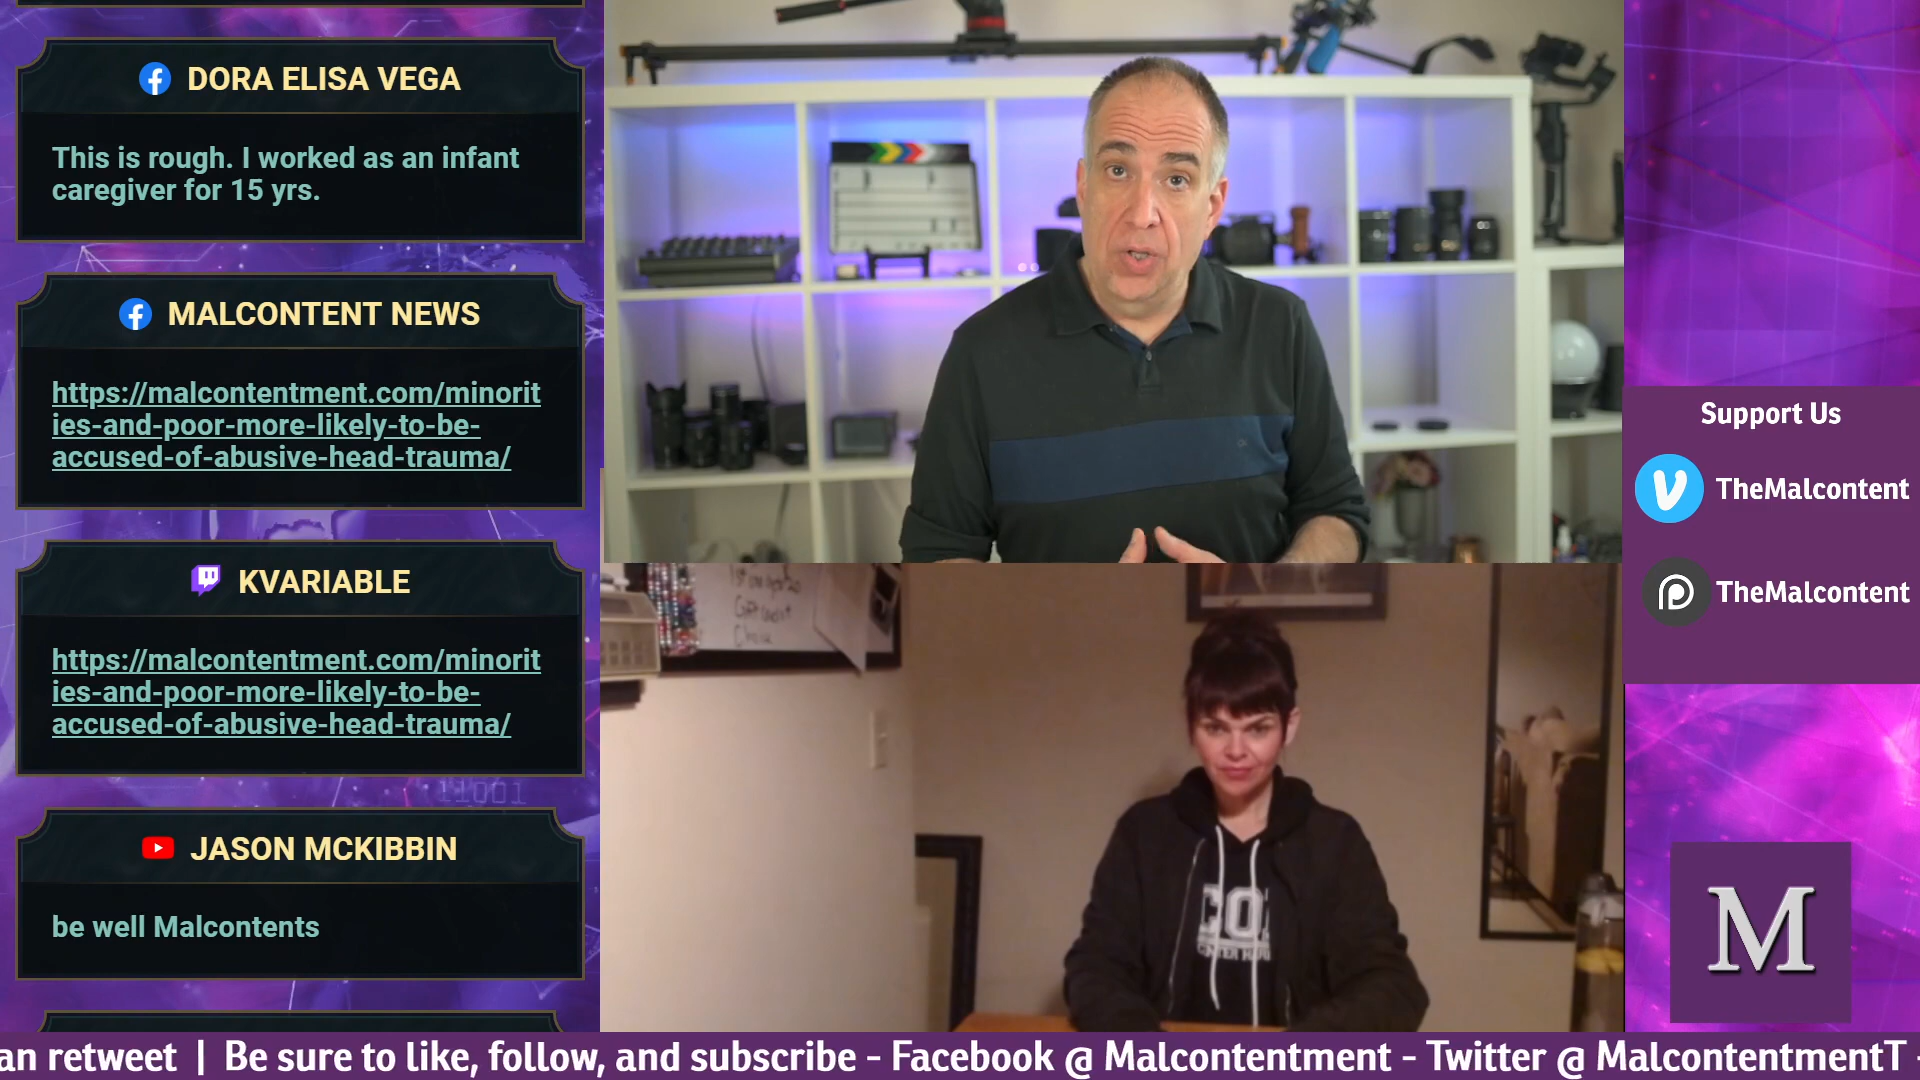 DORA ELISA VEGA
This is rough. I worked as an infant
caregiver for 15 yrs.
MALCONTENT NEWS
https://malcontentment.com/minorit
ies-and-poor-more-likely-to-be-
accused-of-abusive-head-trauma/
KVARIABLE
https://malcontentment.com/minorit
ies-and-poor-more-likely-to-be-
accused-of-abusive-head-trauma/
11001
JASON MCKIBBIN
be well Malcontents
Support Us
TheMalcontent
TheMalcontent
M
an retweet | Be sure to like, follow, and subscribe - Facebook @ Malcontentment - Twitter @ MalcontentmentT -